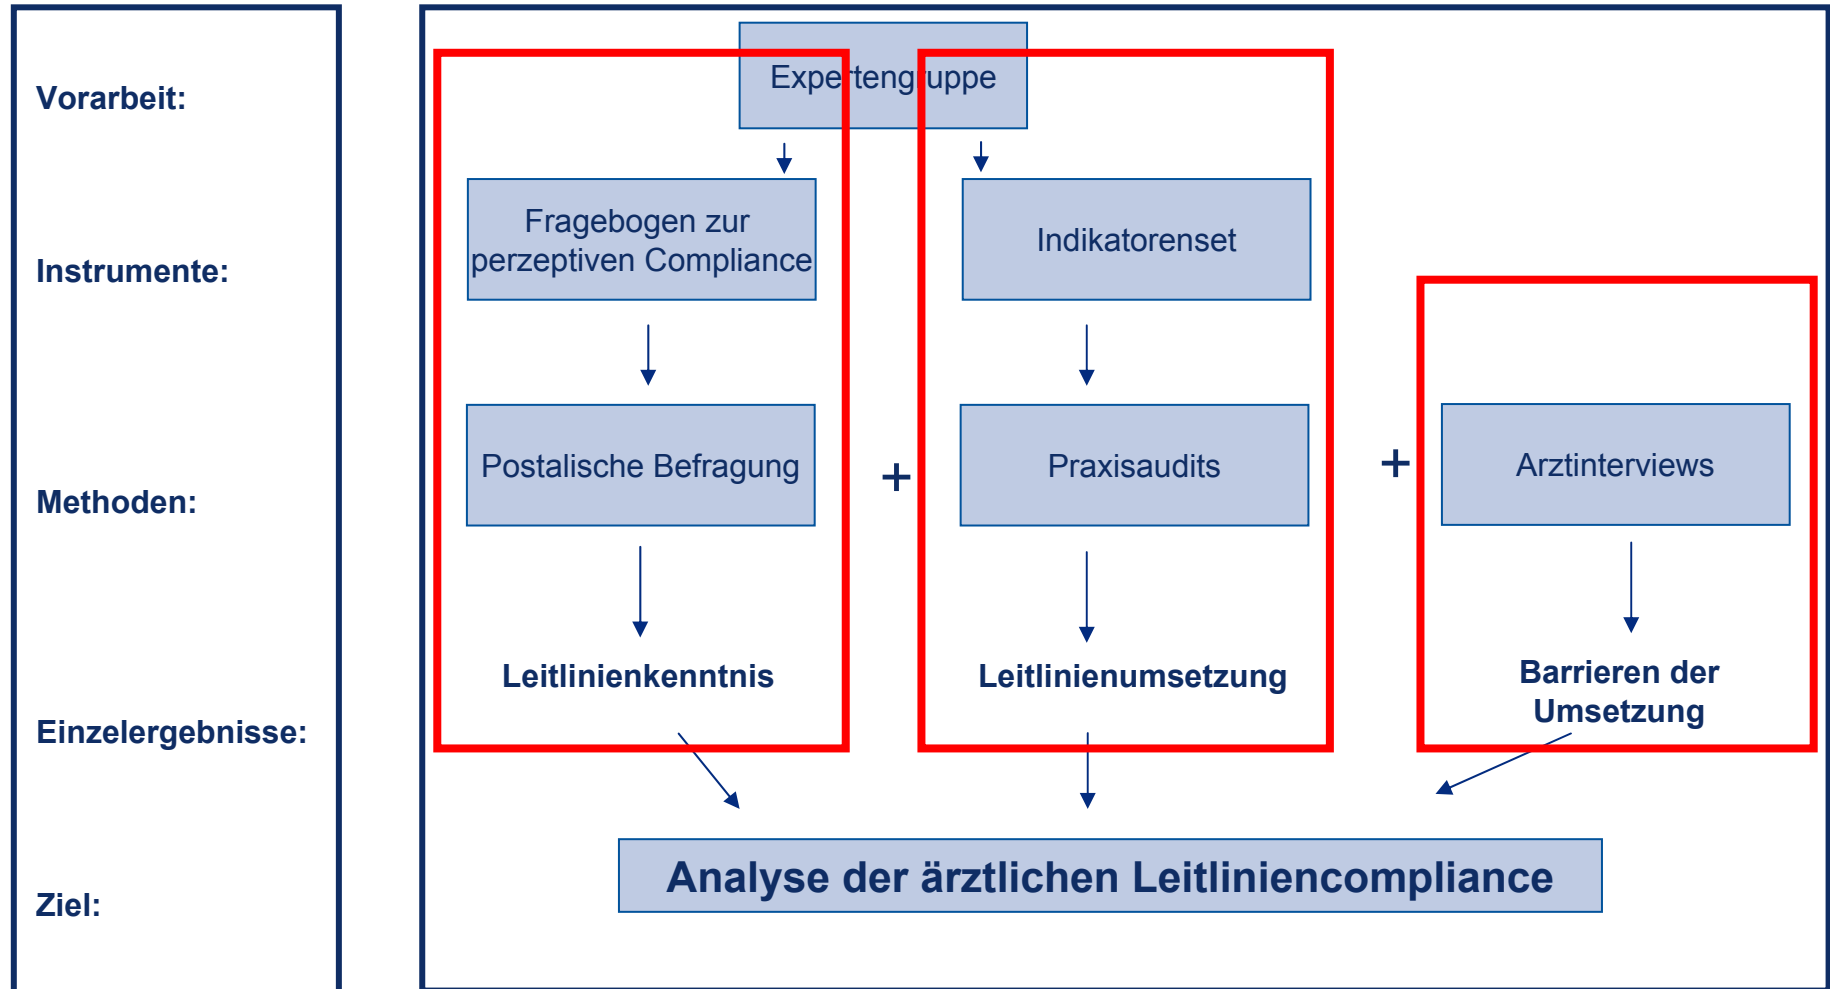 Vorarbeit:
Expertengruppe
Instrumente:
Fragebogen zur
perzeptiven Compliance
Indikatorenset
Methoden:
Postalische Befragung
+
Praxisaudits
+
Arztinterviews
Einzelergebnisse:
Leitlinienkenntnis
Leitlinienumsetzung
Barrieren der
Umsetzung
Ziel:
Analyse der ärztlichen Leitliniencompliance